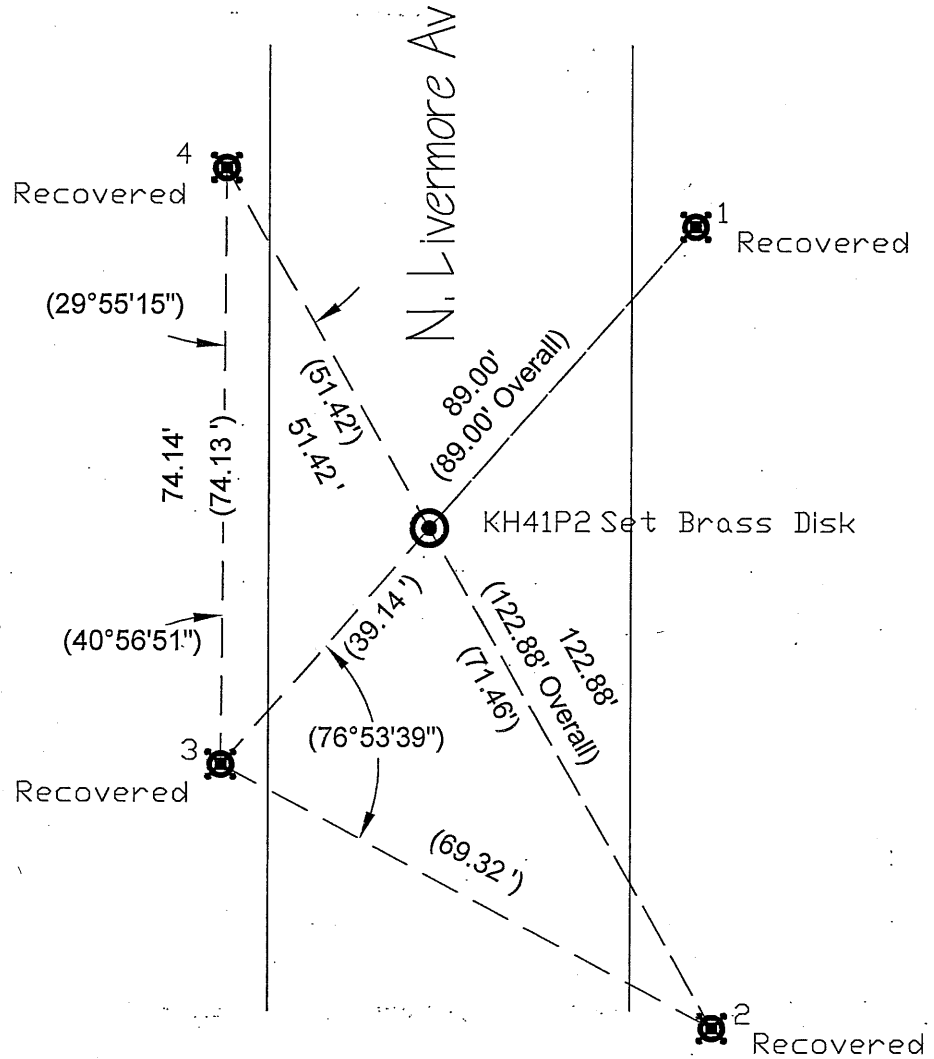 N. Livermore Av
4
Recovered
1
Recovered
(29°55'15")
(51.42')
51.42'
89.00'
(89.00' Overall)
74.14'
(74.13')
KH41P2 Set Brass Disk
(39.14')
(40°56'51")
122.88'
(122.88' Overall)
(71.46')
3
(76°53'39")
Recovered
(69.32')
2
Recovered